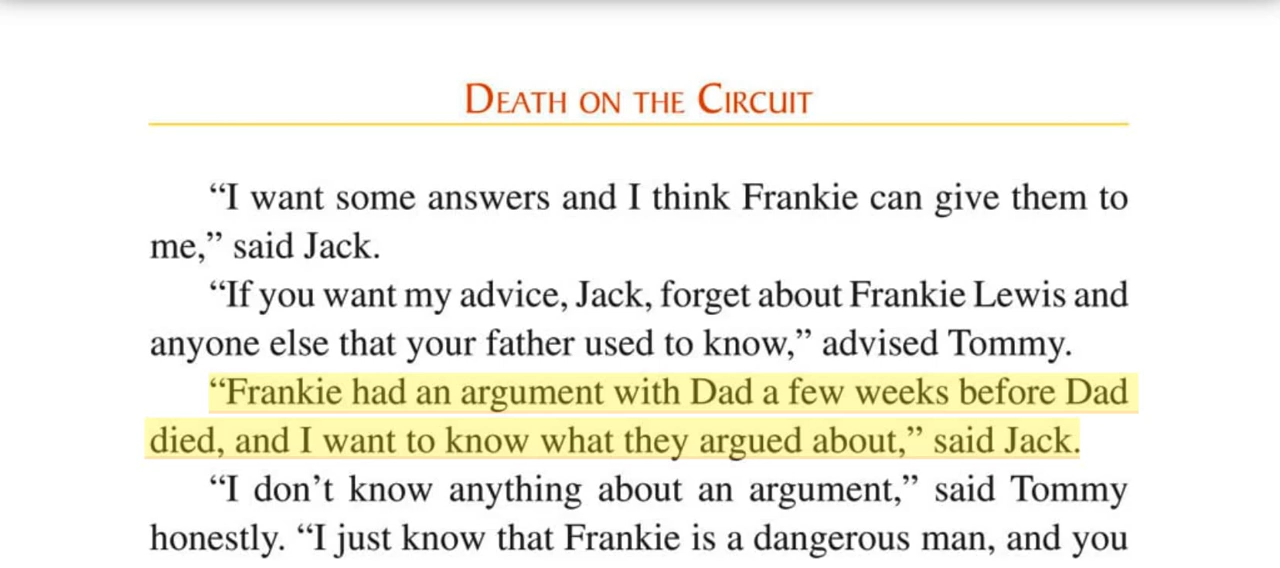 DEATH ON THE CIRCUIT
“I want some answers and I think Frankie can give them to
me,” said Jack.
“If you want my advice, Jack, forget about Frankie Lewis and
anyone else that your father used to know,” advised Tommy.
“Frankie had an argument with Dad a few weeks before Dad
died, and I want to know what they argued about,” said Jack.
“I don’t know anything about an argument,” said Tommy
honestly. “I just know that Frankie is a dangerous man, and you